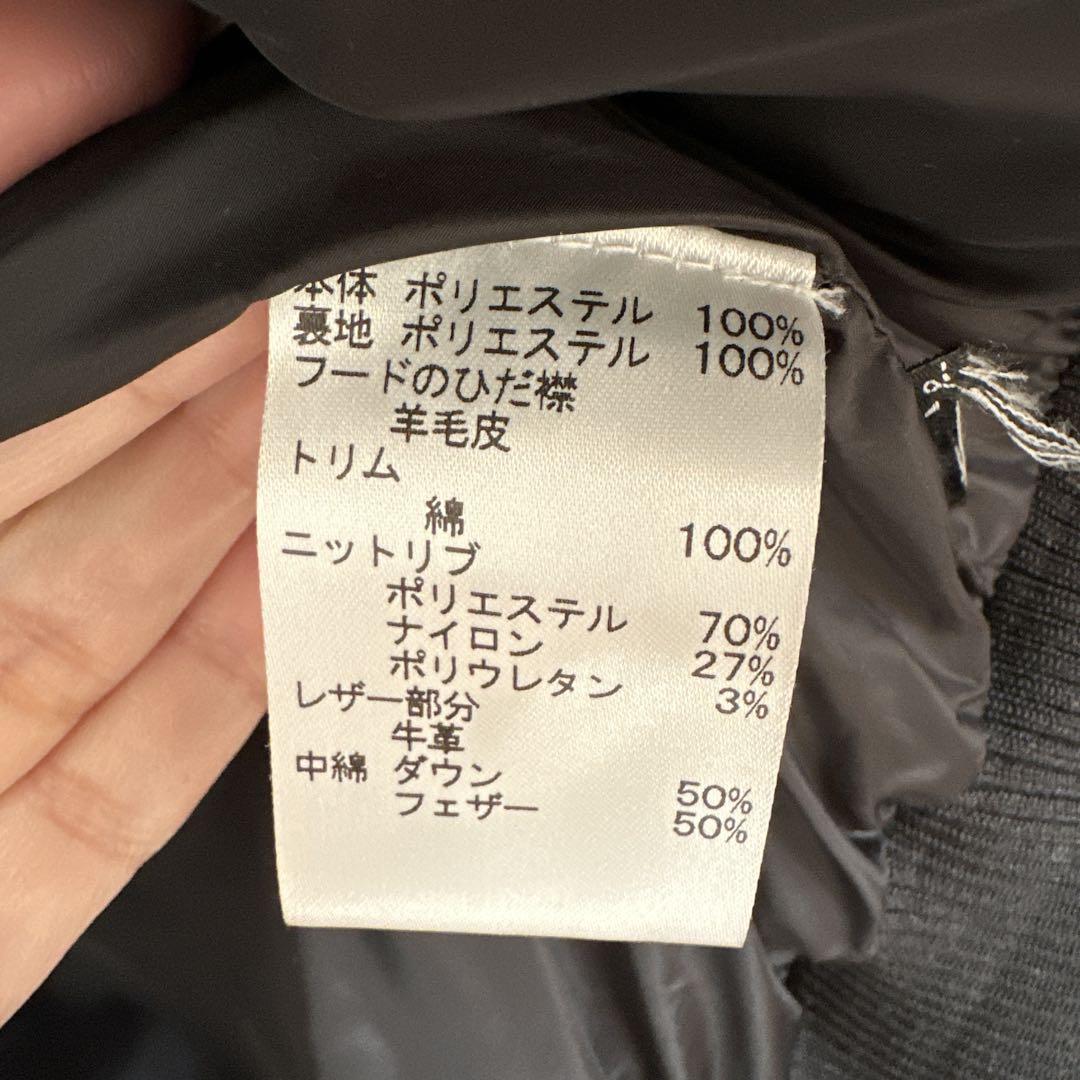 本体 ポリエステル 100%
裏地 ポリエステル 100%
フードのひだ襟
羊毛皮
トリム
綿 100%
ニットリブ
ポリエステル 70%
ナイロン 27%
ポリウレタン 3%
レザー部分
牛革
中綿 ダウン 50%
フェザー 50%